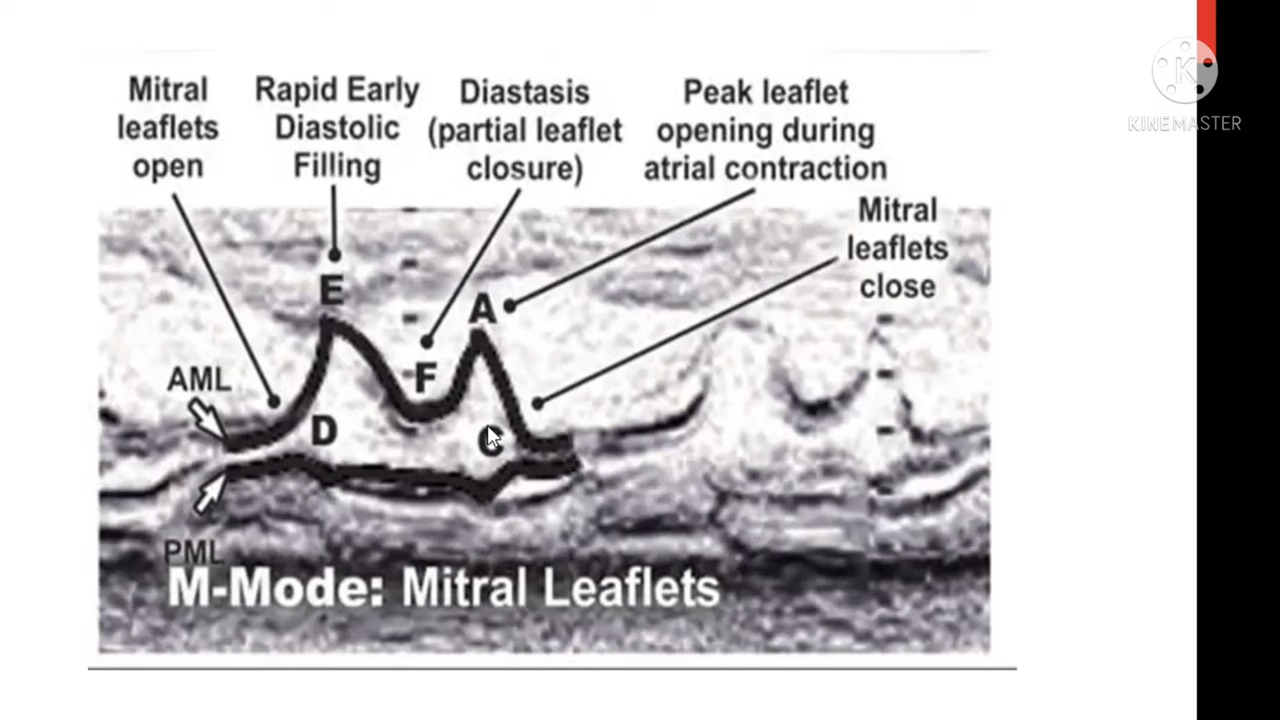 Mitral
leaflets
open
Rapid Early
Diastolic
Filling
Diastasis
(partial leaflet
closure)
Peak leaflet
opening during
atrial contraction
Mitral
leaflets
close
K
KINEMASTER
E
A
F
AML
D
C
PML
M-Mode: Mitral Leaflets